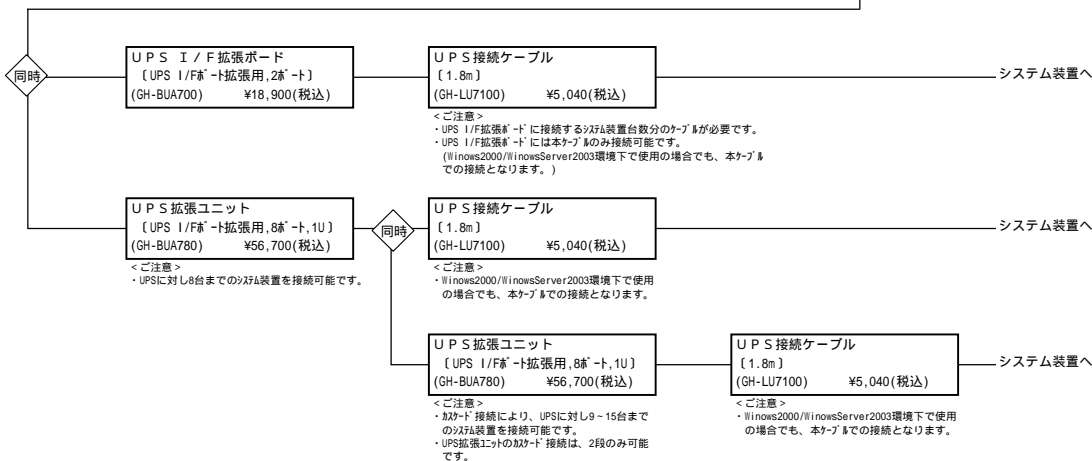 同時
ＵＰＳ Ｉ／Ｆ拡張ボード
〔UPS I/Fﾎﾟｰﾄ拡張用,2ポート〕
(GH-BUA700) ¥18,900(税込)
ＵＰＳ接続ケーブル
〔1.8m〕
(GH-LU7100) ¥5,040(税込)
システム装置へ
<ご注意>
・UPS I/F拡張ﾎﾞｰﾄﾞに接続するｼｽﾃﾑ装置台数分のケーブルが必要です。
・UPS I/F拡張ﾎﾞｰﾄﾞには本ｹｰﾌﾞﾙのみ接続可能です。
(Winows2000/WinowsServer2003環境下で使用の場合でも、本ｹｰﾌﾞﾙ
での接続となります。)
ＵＰＳ拡張ユニット
〔UPS I/Fﾎﾟｰﾄ拡張用,8ﾎﾟｰﾄ,1U〕
(GH-BUA780) ¥56,700(税込)
<ご注意>
・UPSに対し8台までのｼｽﾃﾑ装置を接続可能です。
同時
ＵＰＳ接続ケーブル
〔1.8m〕
(GH-LU7100) ¥5,040(税込)
システム装置へ
<ご注意>
・Winows2000/WinowsServer2003環境下で使用
の場合でも、本ｹｰﾌﾞﾙでの接続となります。
ＵＰＳ拡張ユニット
〔UPS I/Fﾎﾟｰﾄ拡張用,8ﾎﾟｰﾄ,1U〕
(GH-BUA780) ¥56,700(税込)
<ご注意>
・ｶｽｹｰﾄﾞ接続により、UPSに対し9～15台まで
のｼｽﾃﾑ装置を接続可能です。
・UPS拡張ﾕﾆｯﾄのｶｽｹｰﾄﾞ接続は、2段のみ可能
です。
ＵＰＳ接続ケーブル
〔1.8m〕
(GH-LU7100) ¥5,040(税込)
システム装置へ
<ご注意>
・Winows2000/WinowsServer2003環境下で使用
の場合でも、本ｹｰﾌﾞﾙでの接続となります。